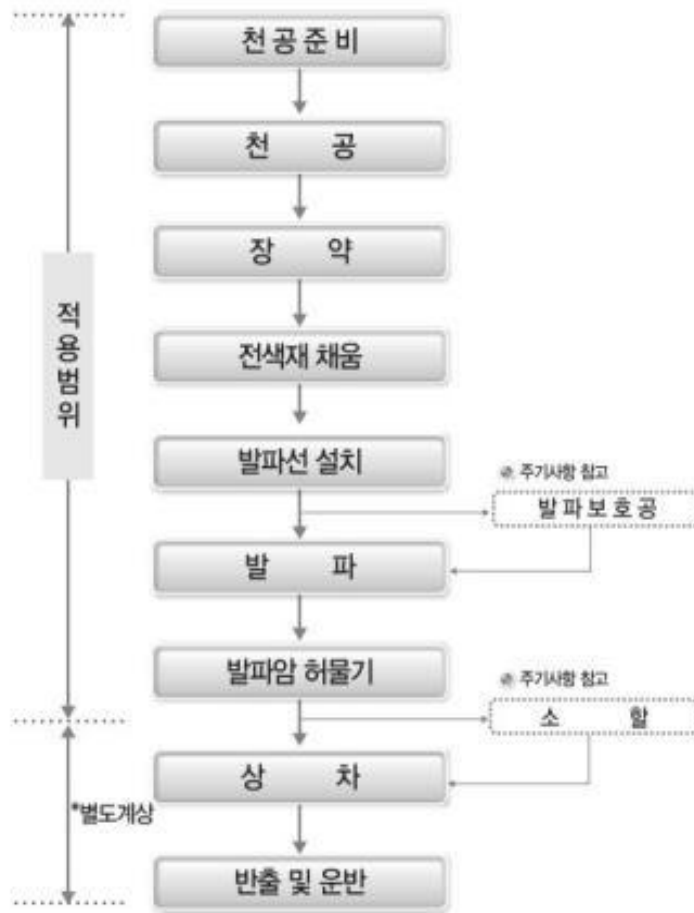 천 공 준 비
천 공
장 약
적용범위
전색재 채움
발파선 설치
※ 주기사항 참고
발 파 보 호 공
발 파
발파암 허물기
※ 주기사항 참고
소 할
상 차
*별도계상
반출 및 운반